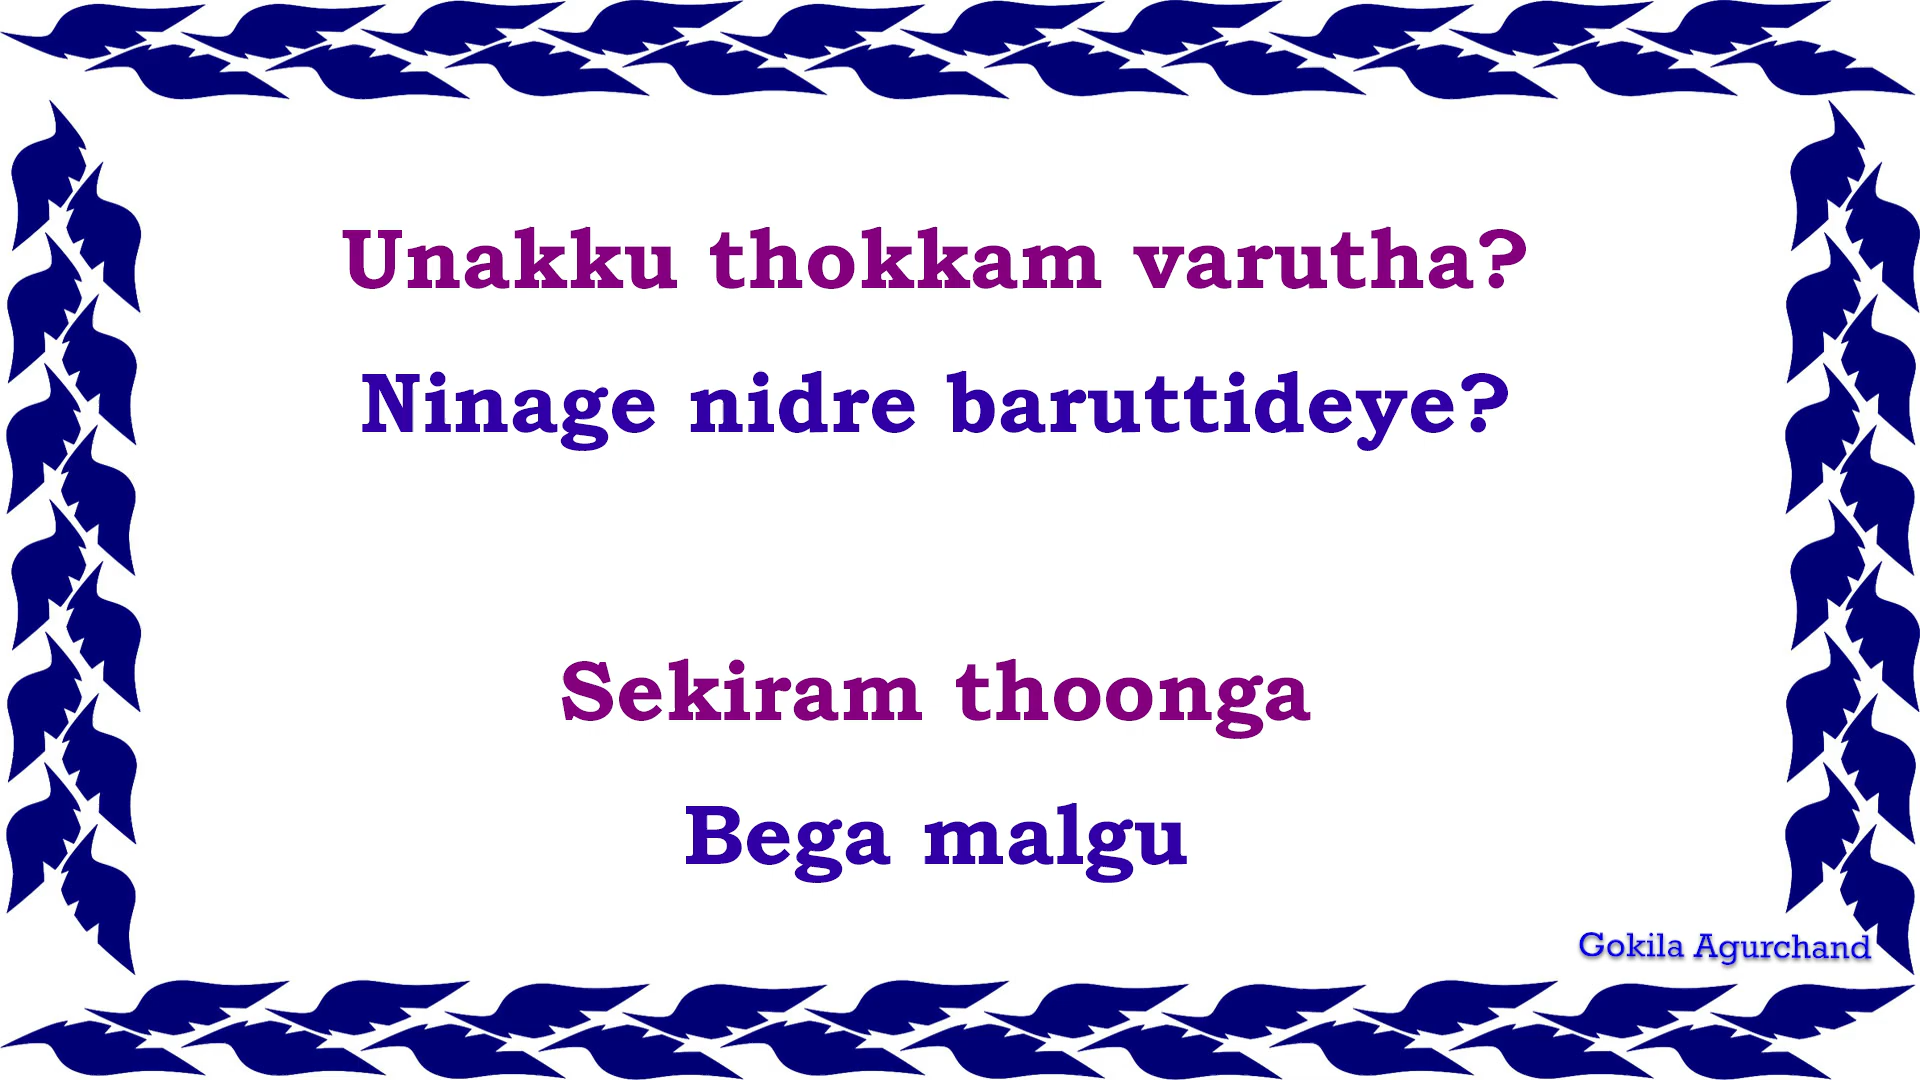 Unakku thokkam varutha?
Ninage nidre baruttideye?
Sekiram thoonga
Bega malgu
Gokila Agurchand